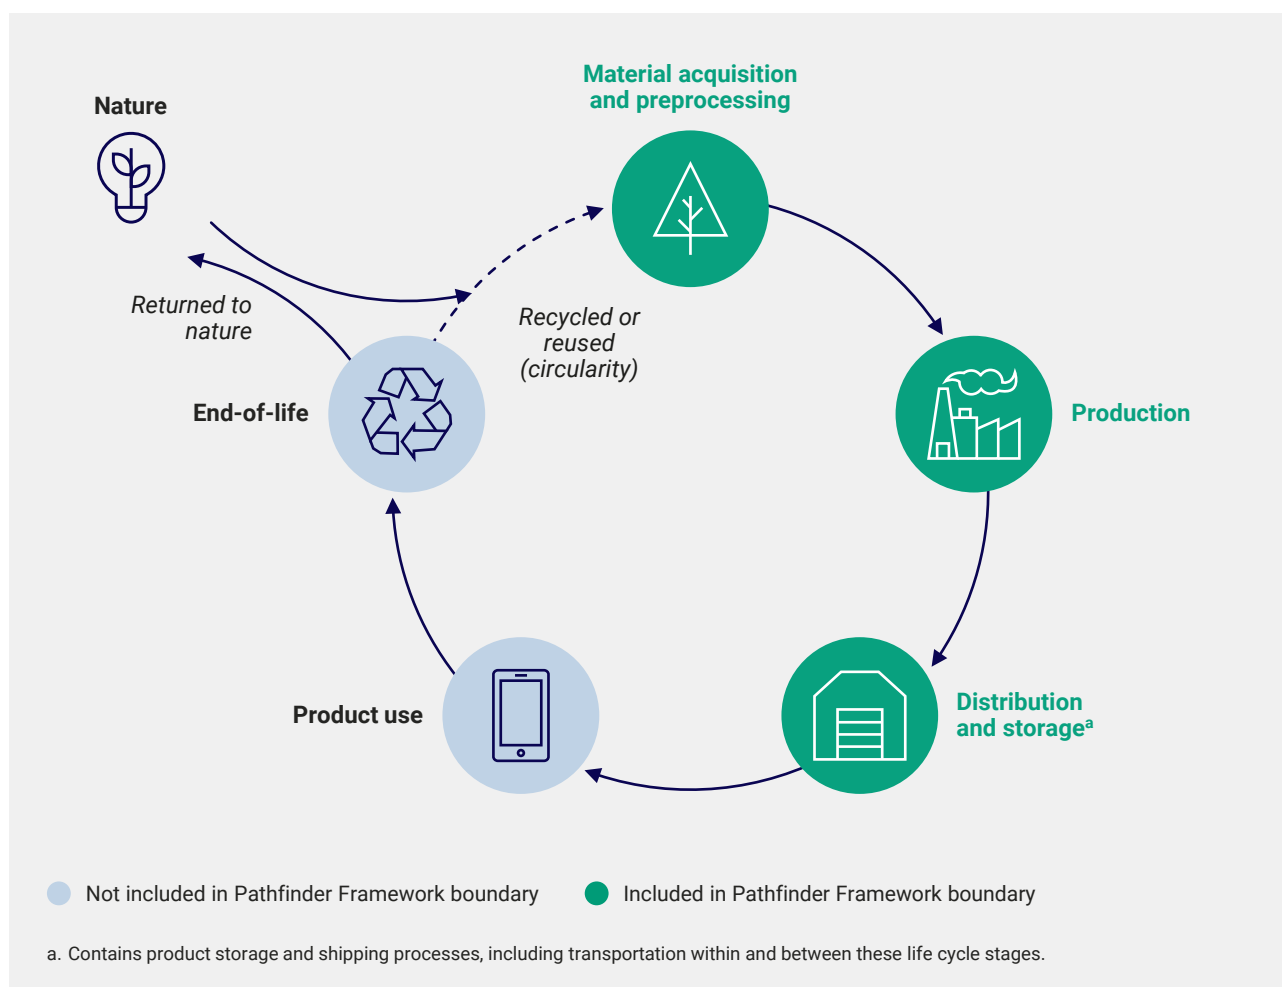 Material acquisition
and preprocessing
Nature
Returned to
nature
Recycled or
reused
(circularity)
End-of-life
Production
Product use
Distribution
and storageᵃ
Not included in Pathfinder Framework boundary
Included in Pathfinder Framework boundary
a. Contains product storage and shipping processes, including transportation within and between these life cycle stages.